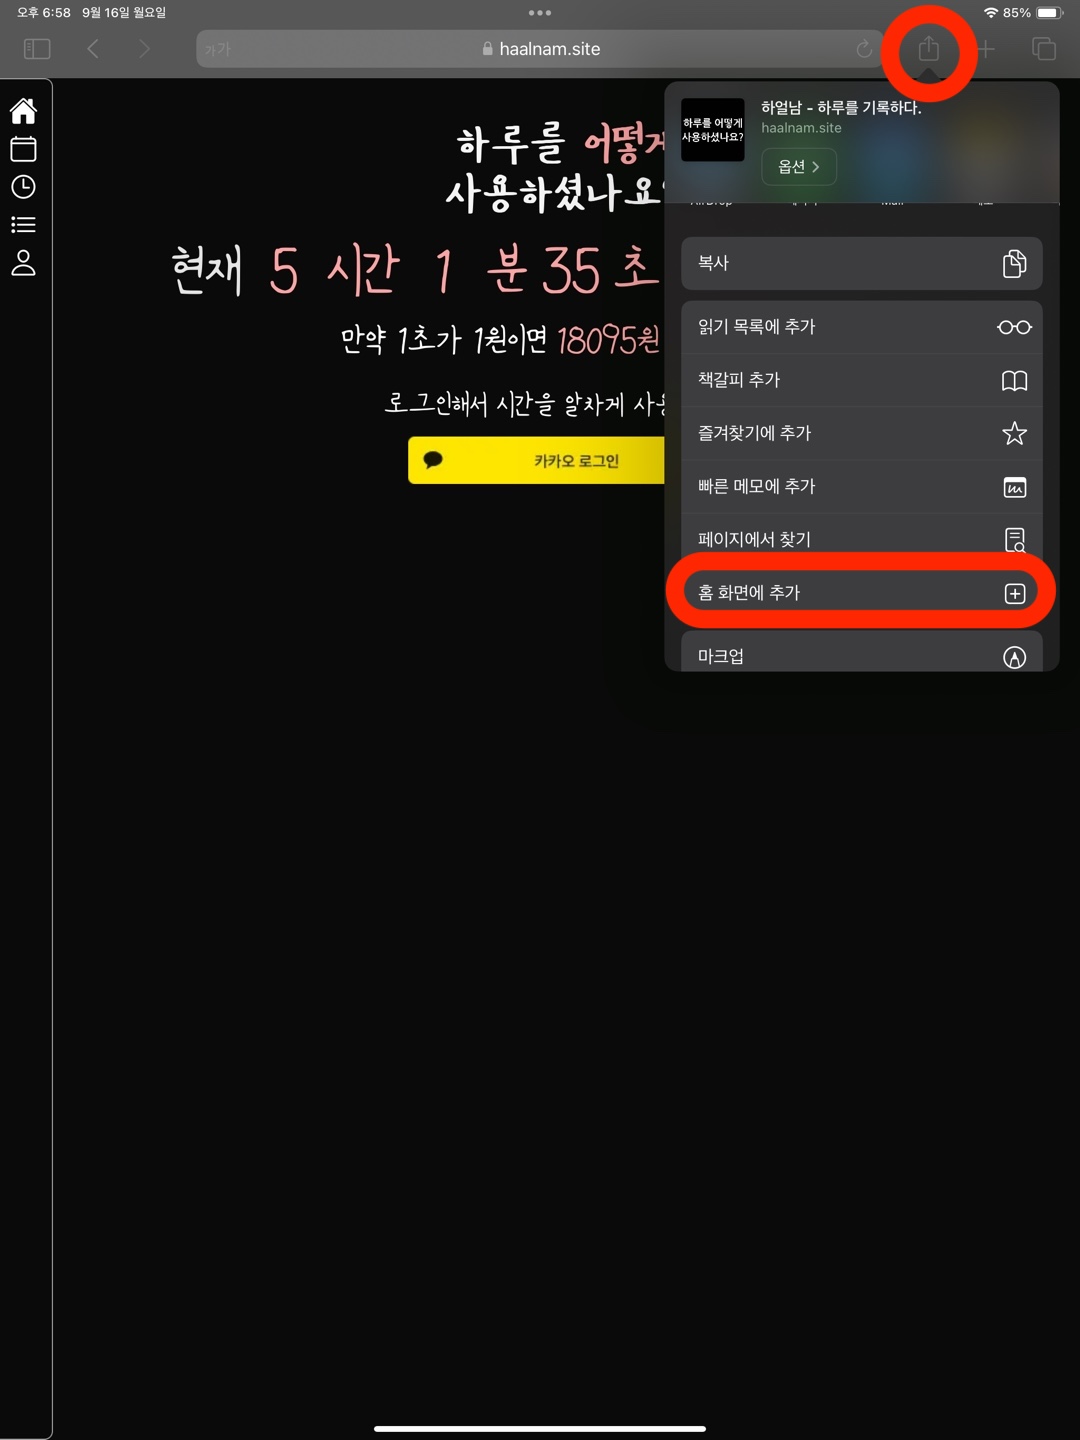 오후 6:58 9월 16일 월요일
85%
가가
haalnam.site
하루를 어떻게
사용하셨나요
현재 5 시간 1 분 35 초
만약 1초가 1원이면 18095원
로그인해서 시간을 알차게
카카오 로그인
하루를 어떻게
사용하셨나요?
하얼남 - 하루를 기록하다.
haalnam.site
옵션
복사
읽기 목록에 추가
책갈피 추가
즐겨찾기에 추가
빠른 메모에 추가
페이지에서 찾기
홈 화면에 추가
마크업